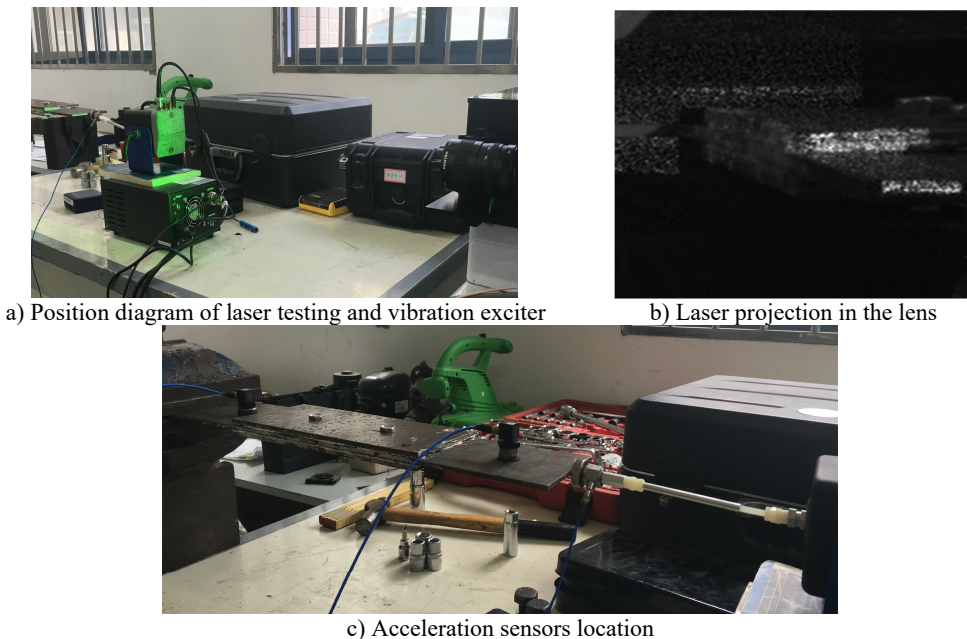 a) Position diagram of laser testing and vibration exciter
b) Laser projection in the lens
c) Acceleration sensors location